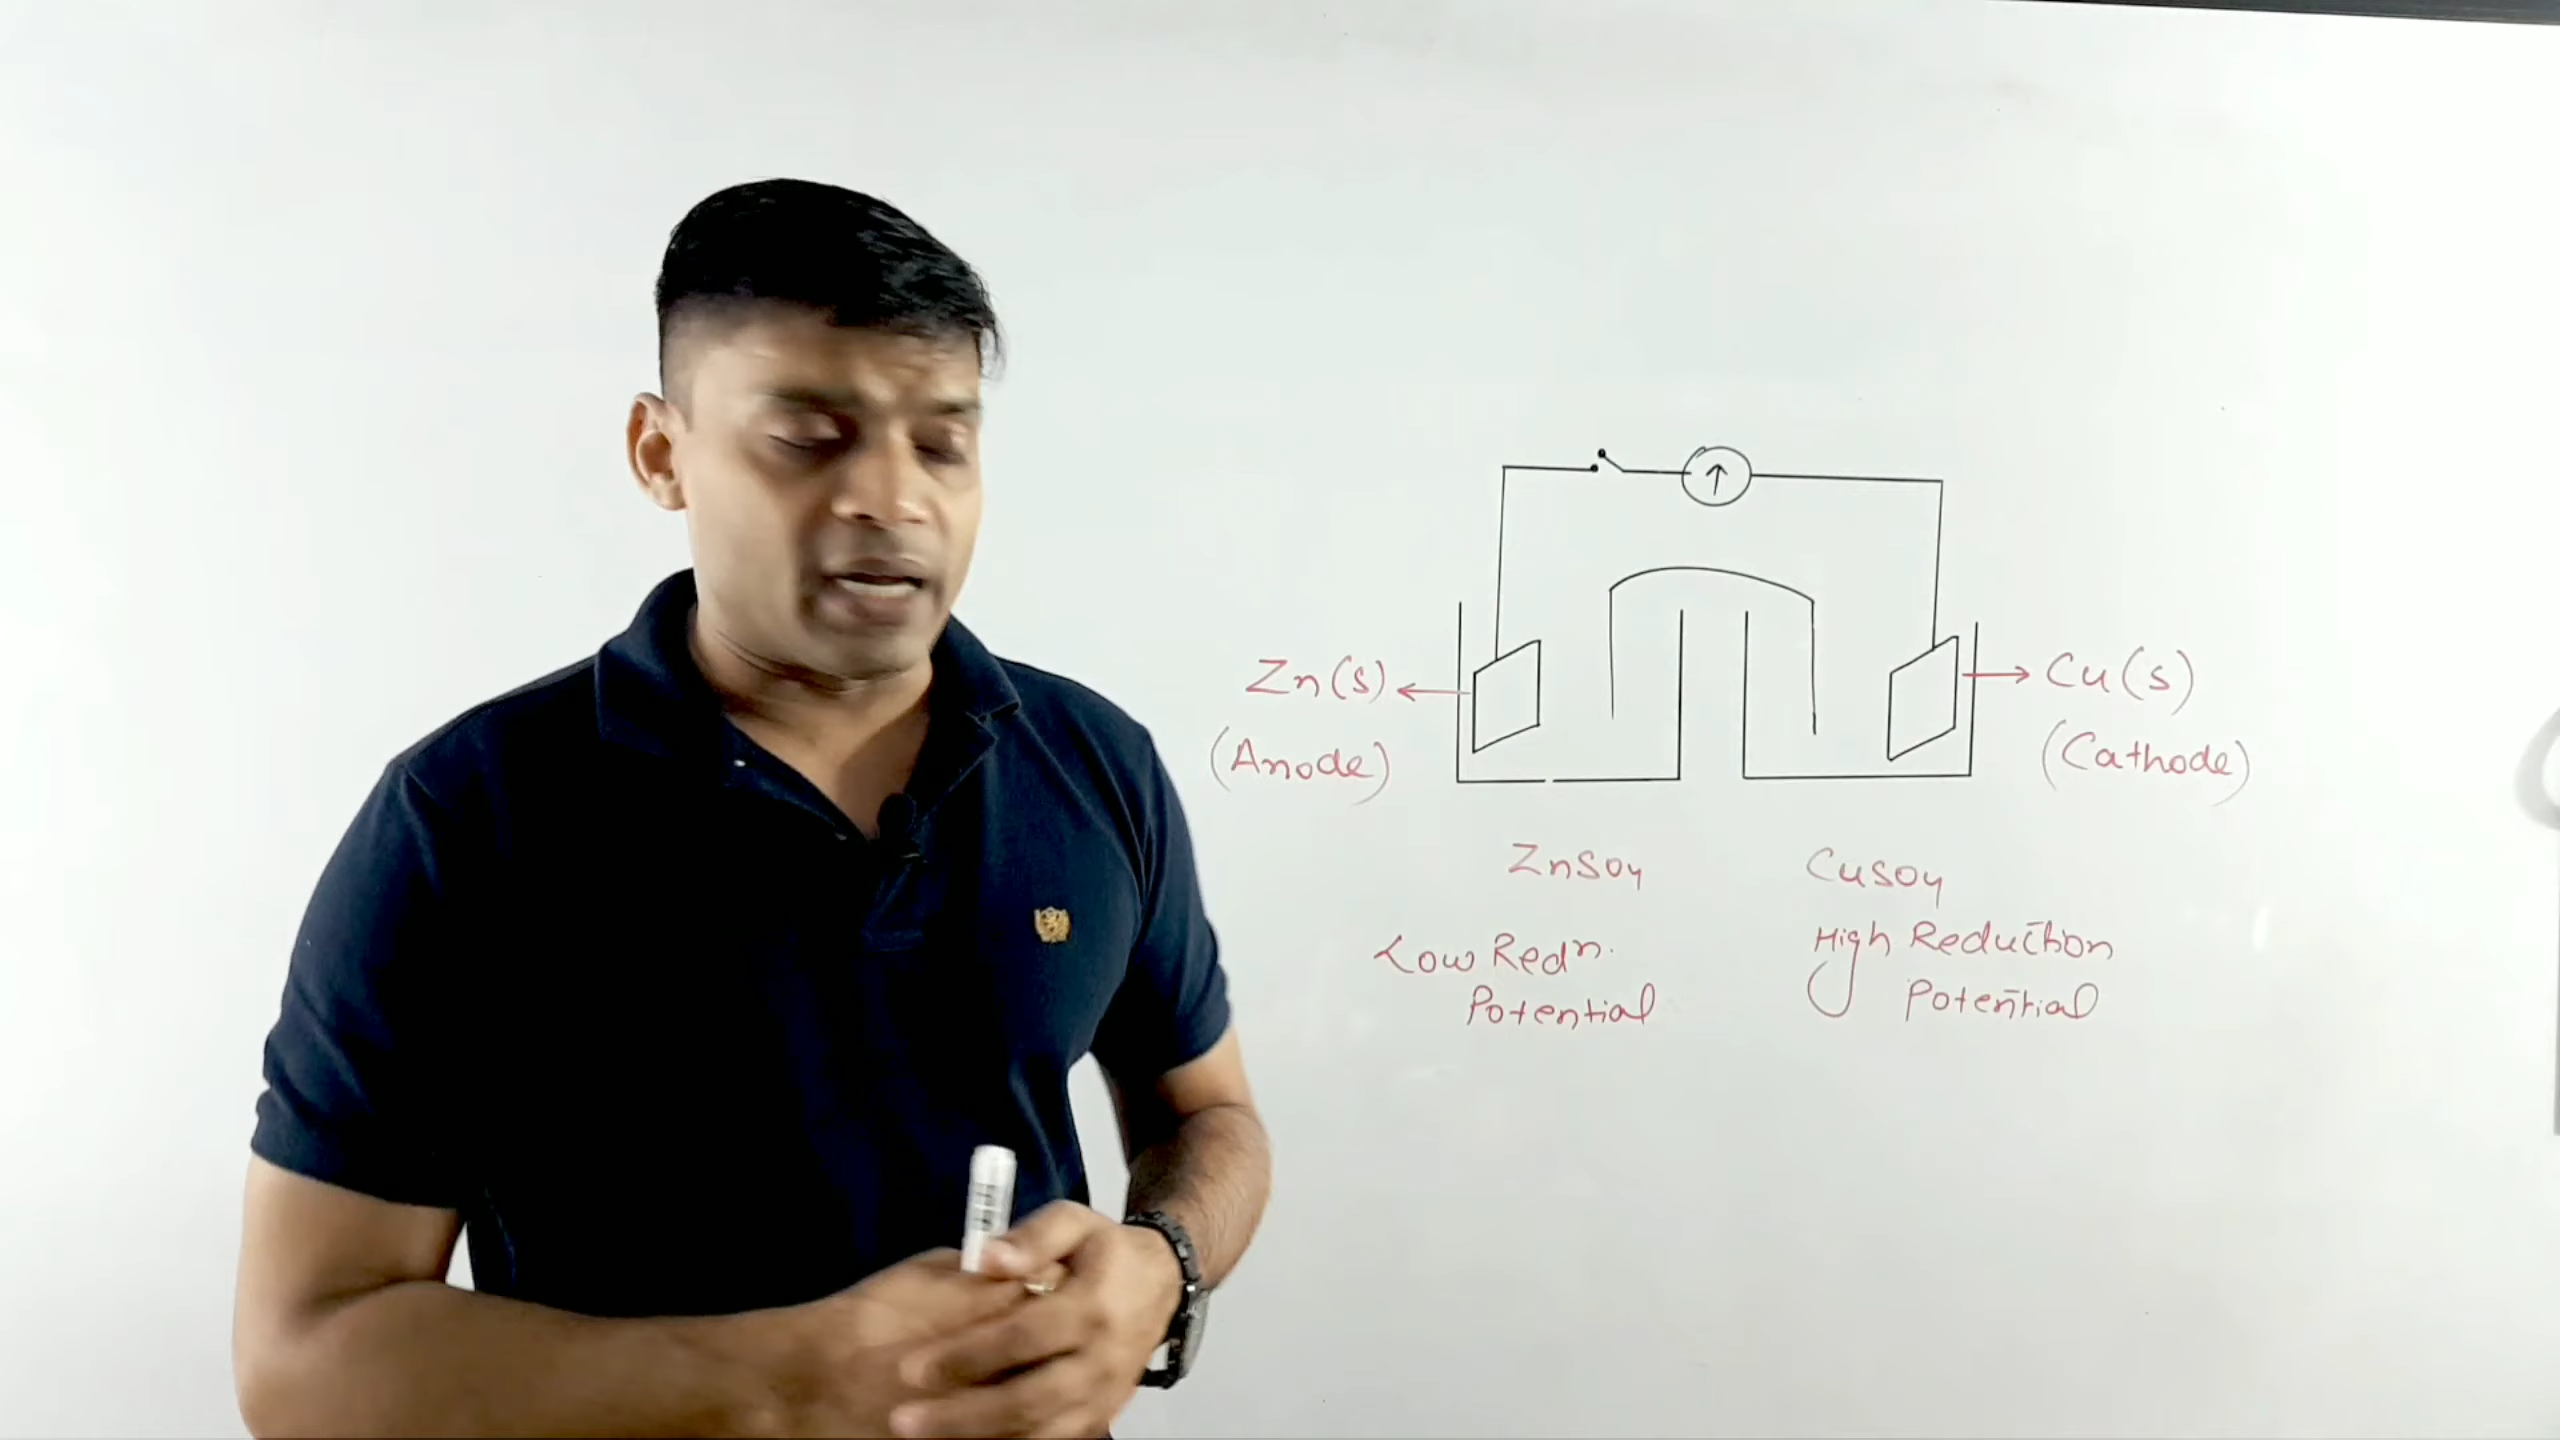 Zn(s)
(Anode)
Cu(s)
(Cathode)
ZnSO4
CuSO4
Low Redn.
Potential
High Reduction
Potential